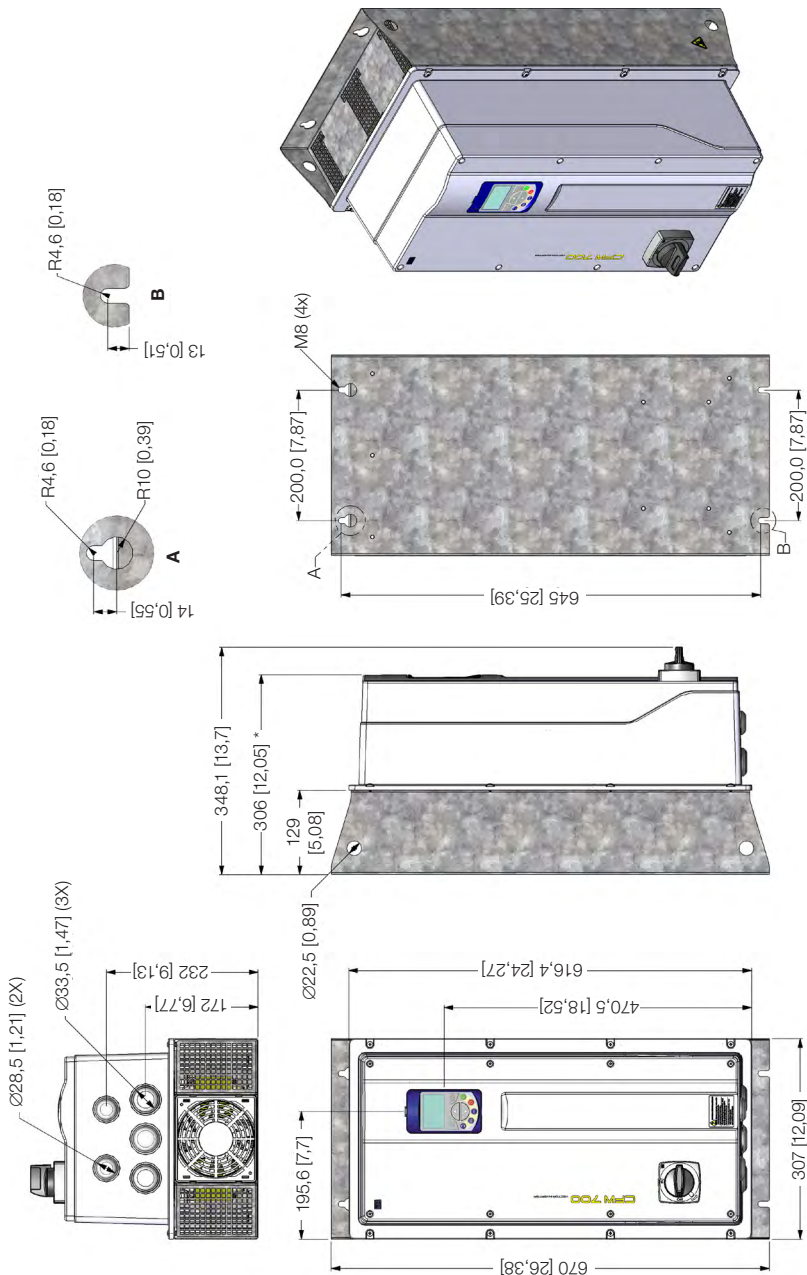 Ø28,5 [1,21] (2X)
Ø33,5 [1,47] (3X)
232 [9,13]
172 [6,77]
195,6 [7,7]
470,5 [18,52]
616,4 [24,27]
670 [26,38]
307 [12,09]
CFW 700
348,1 [13,7]
306 [12,05] *
129
[5,08]
Ø22,5 [0,89]
R4,6 [0,18]
R10 [0,39]
14 [0,55]
A
R4,6 [0,18]
13 [0,51]
B
M8 (4x)
200,0 [7,87]
A
645 [25,39]
B
200,0 [7,87]
CFW 700